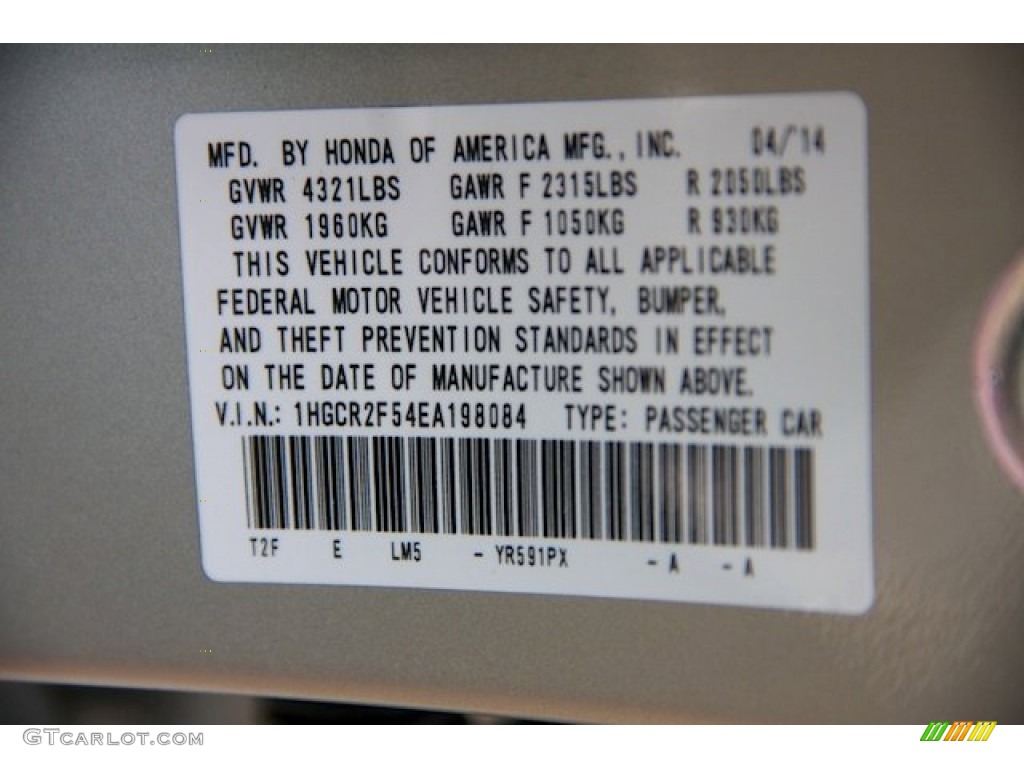 MFD. BY HONDA OF AMERICA MFG., INC. 04/'14
GVWR 4321LBS GAWR F 2315LBS R 2050LBS
GVWR 1960KG GAWR F 1050KG R 930KG
THIS VEHICLE CONFORMS TO ALL APPLICABLE
FEDERAL MOTOR VEHICLE SAFETY, BUMPER,
AND THEFT PREVENTION STANDARDS IN EFFECT
ON THE DATE OF MANUFACTURE SHOWN ABOVE.
V.I.N.: 1HGCR2F54EA198084 TYPE: PASSENGER CAR
T2F E LM5 - YR591PX - A - A
GTCARLOT.COM